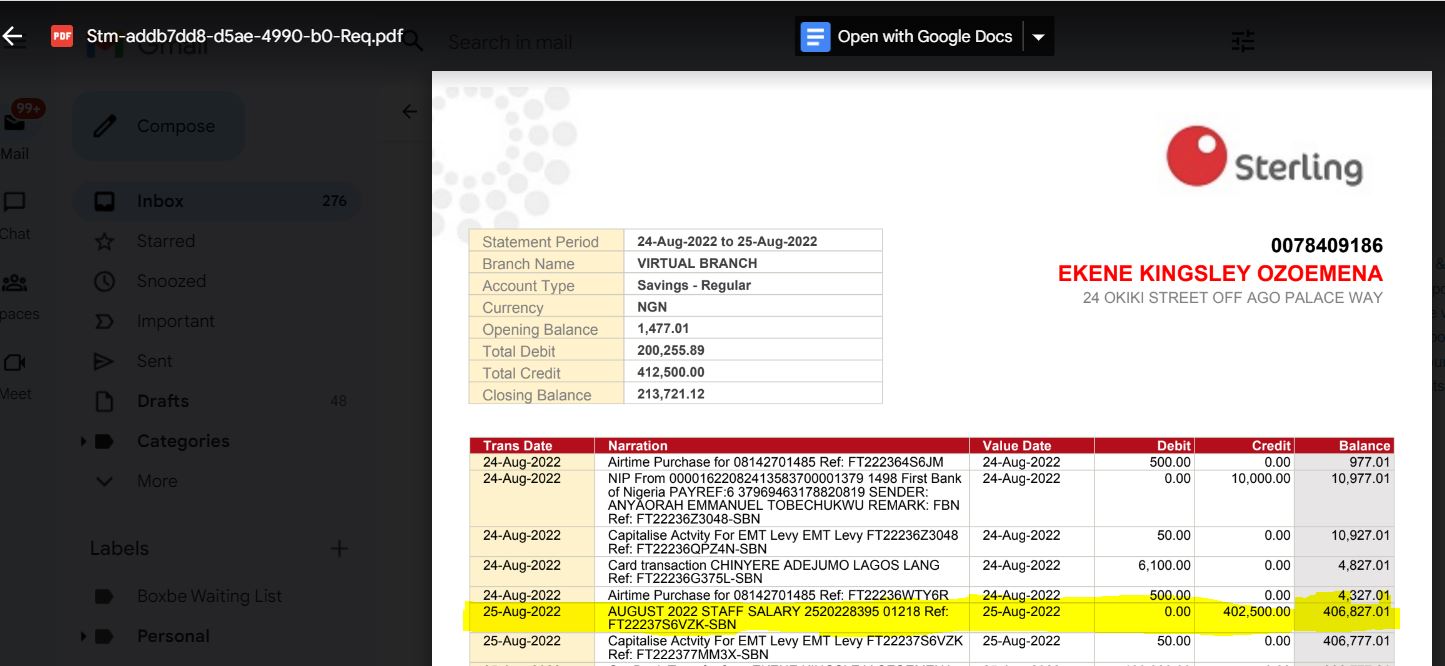 Stm-addb7dd8-d5ae-4990-b0-Req.pdf
Open with Google Docs
Search in mail
Gmail
99+
Mail
Compose
Inbox 276
Chat
Starred
Snoozed
paces
Important
Sent
Meet
Drafts 48
Categories
More
Labels
Boxbe Waiting List
Personal
PDF
Sterling
0078409186
EKENE KINGSLEY OZOEMENA
24 OKIKI STREET OFF AGO PALACE WAY
Statement Period 24-Aug-2022 to 25-Aug-2022
Branch Name VIRTUAL BRANCH
Account Type Savings - Regular
Currency NGN
Opening Balance 1,477.01
Total Debit 200,255.89
Total Credit 412,500.00
Closing Balance 213,721.12
Trans Date Narration Value Date Debit Credit Balance
24-Aug-2022 Airtime Purchase for 08142701485 Ref: FT222364S6JM 24-Aug-2022 500.00 0.00 977.01
24-Aug-2022 NIP From 00001622082413583700001379 1498 First Bank 24-Aug-2022 0.00 10,000.00 10,977.01
of Nigeria PAYREF:6 37969463178820819 SENDER:
ANYAORAH EMMANUEL TOBECHUKWU REMARK: FBN
Ref: FT22236Z3048-SBN
24-Aug-2022 Capitalise Actvity For EMT Levy EMT Levy FT22236Z3048 24-Aug-2022 50.00 0.00 10,927.01
Ref: FT22236QPZ4N-SBN
24-Aug-2022 Card transaction CHINYERE ADEJUMO LAGOS LANG 24-Aug-2022 6,100.00 0.00 4,827.01
Ref: FT22236G375L-SBN
24-Aug-2022 Airtime Purchase for 08142701485 Ref: FT22236WTY6R 24-Aug-2022 500.00 0.00 4,327.01
25-Aug-2022 AUGUST 2022 STAFF SALARY 2520228395 01218 Ref: 25-Aug-2022 0.00 402,500.00 406,827.01
FT22237S6VZK-SBN
25-Aug-2022 Capitalise Actvity For EMT Levy EMT Levy FT22237S6VZK 25-Aug-2022 50.00 0.00 406,777.01
Ref: FT222377MM3X-SBN